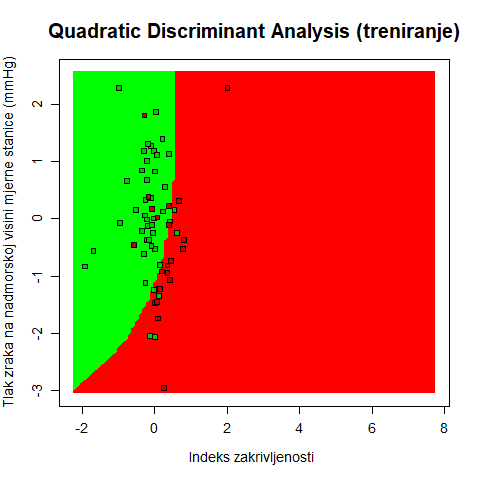 Quadratic Discriminant Analysis (treniranje)
Tlak zraka na nadmorskoj visini mjerne stanice (mmHg)
2
1
0
-1
-2
-3
-2 0 2 4 6 8
Indeks zakrivljenosti